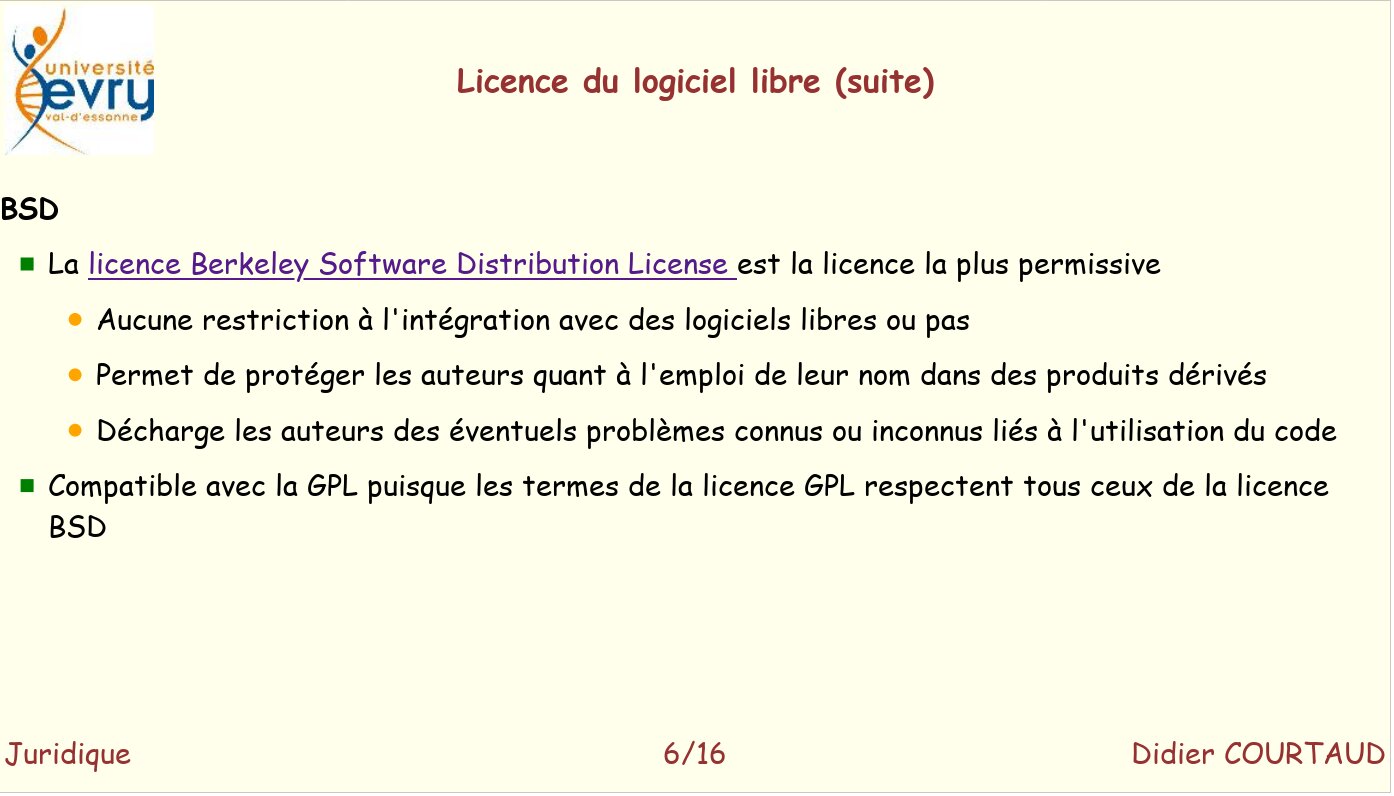 université
evry
val-d'essonne
Licence du logiciel libre (suite)
BSD
La licence Berkeley Software Distribution License est la licence la plus permissive
Aucune restriction à l'intégration avec des logiciels libres ou pas
Permet de protéger les auteurs quant à l'emploi de leur nom dans des produits dérivés
Décharge les auteurs des éventuels problèmes connus ou inconnus liés à l'utilisation du code
Compatible avec la GPL puisque les termes de la licence GPL respectent tous ceux de la licence
BSD
Juridique
6/16
Didier COURTAUD